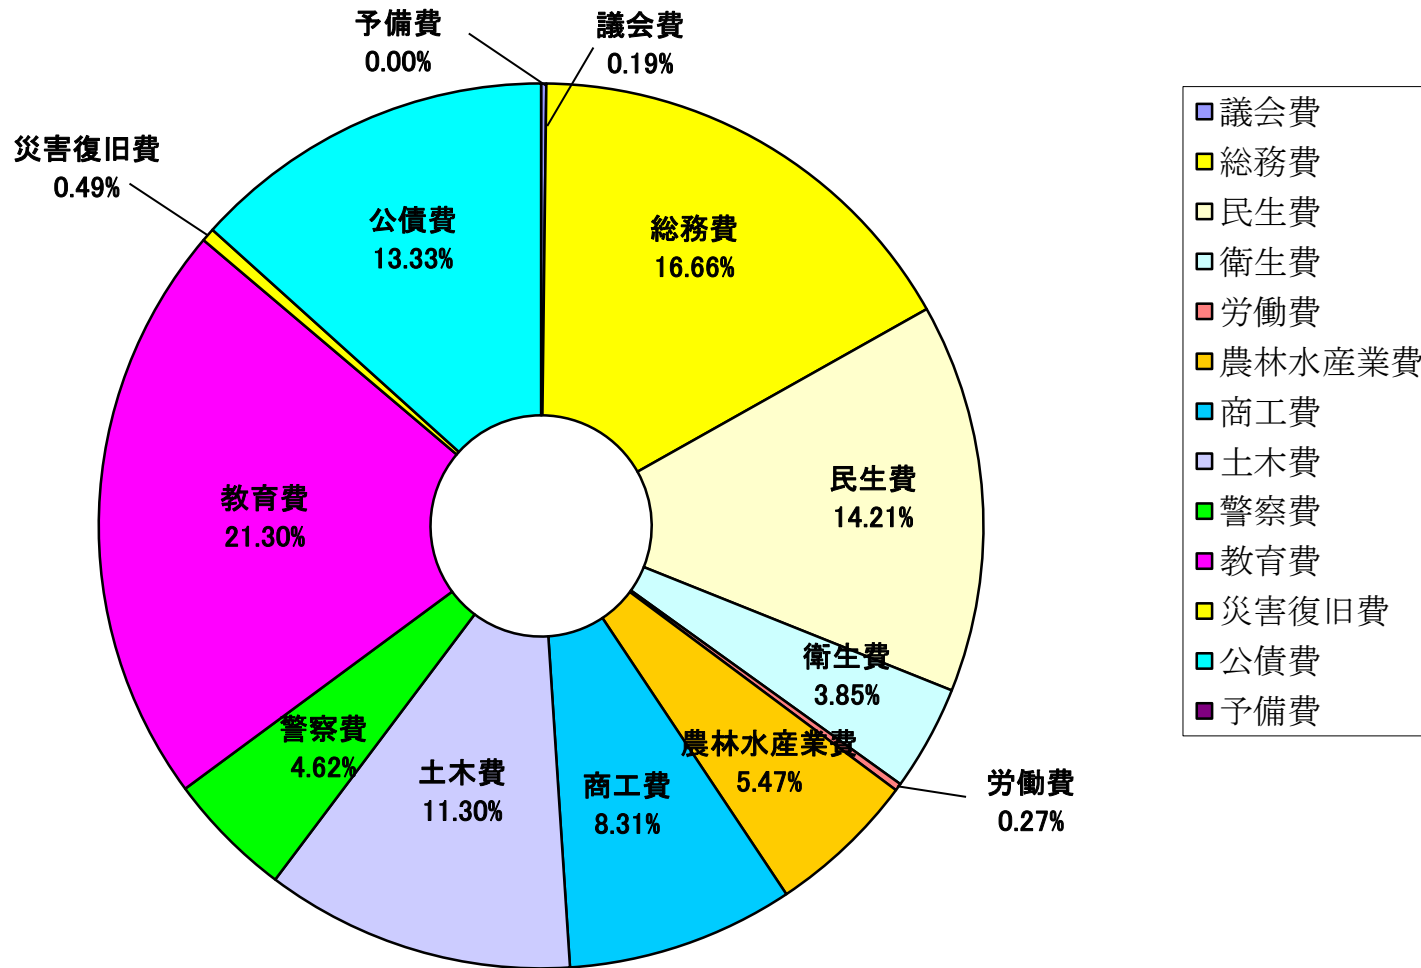 予備費
0.00%
議会費
0.19%
災害復旧費
0.49%
公債費
13.33%
総務費
16.66%
民生費
14.21%
教育費
21.30%
衛生費
3.85%
警察費
4.62%
土木費
11.30%
商工費
8.31%
農林水産業費
5.47%
労働費
0.27%
議会費
総務費
民生費
衛生費
労働費
農林水産業費
商工費
土木費
警察費
教育費
災害復旧費
公債費
予備費